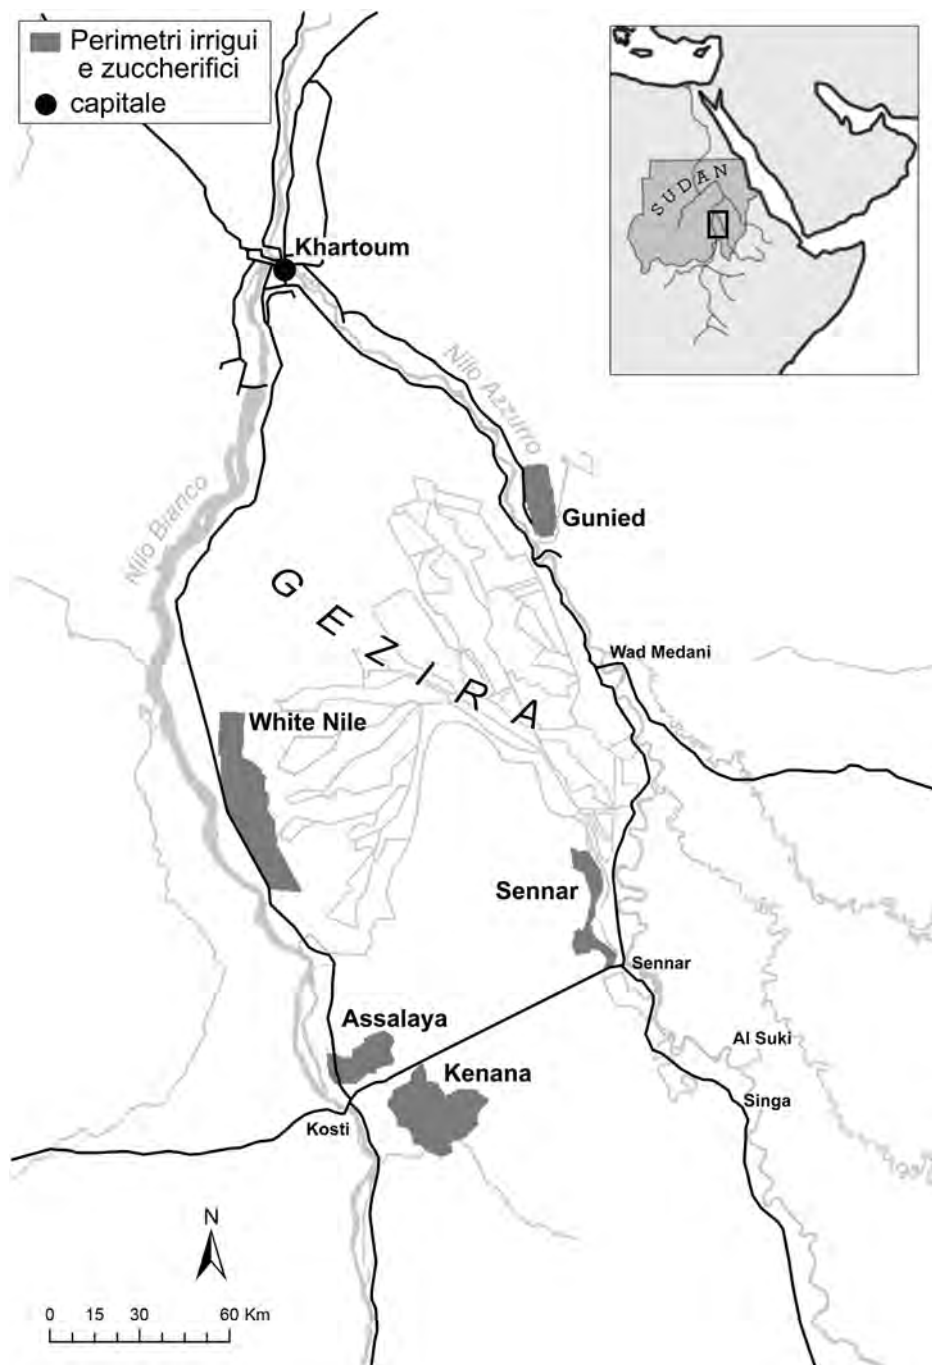 Perimetri irrigui
e zuccherifici
capitale
SUDAN
Khartoum
Nilo Azzurro
Gunied
Nilo Bianco
GEZIRA
Wad Medani
White Nile
Sennar
Sennar
Assalaya
Al Suki
Kenana
Singa
Kosti
N
0 15 30 60 Km